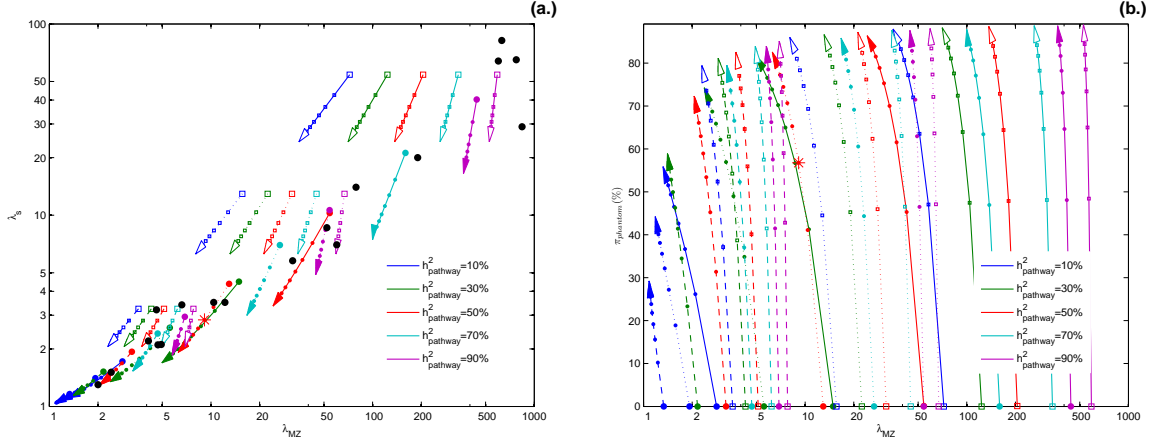 (a.)
100
50
40
30
20
10
5
4
3
2
1
λs
1
2
5
10
20
50
100
200
500
1000
λMZ
h²pathway=10%
h²pathway=30%
h²pathway=50%
h²pathway=70%
h²pathway=90%
(b.)
80
70
60
50
40
30
20
10
0
πphantom(%)
1
2
5
10
20
50
100
200
500
1000
λMZ
h²pathway=10%
h²pathway=30%
h²pathway=50%
h²pathway=70%
h²pathway=90%